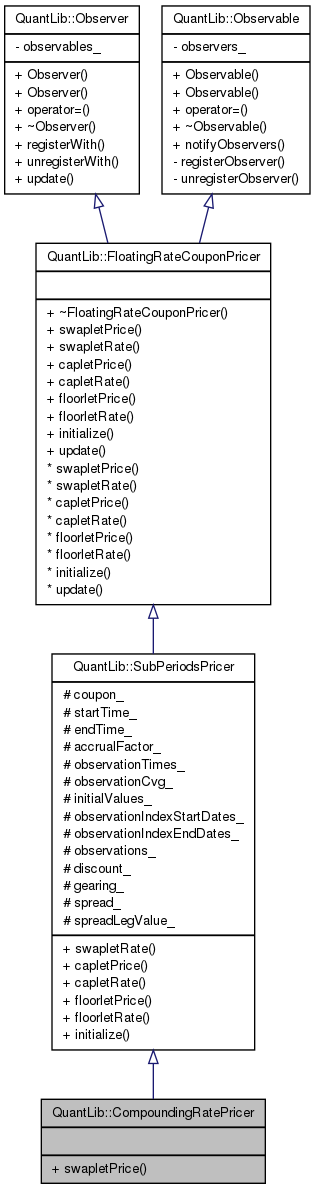 QuantLib::Observer
- observables_
+ Observer()
+ Observer()
+ operator=()
+ ~Observer()
+ registerWith()
+ unregisterWith()
+ update()
QuantLib::Observable
- observers_
+ Observable()
+ Observable()
+ operator=()
+ ~Observable()
+ notifyObservers()
- registerObserver()
- unregisterObserver()
QuantLib::FloatingRateCouponPricer
+ ~FloatingRateCouponPricer()
+ swapletPrice()
+ swapletRate()
+ capletPrice()
+ capletRate()
+ floorletPrice()
+ floorletRate()
+ initialize()
+ update()
* swapletPrice()
* swapletRate()
* capletPrice()
* capletRate()
* floorletPrice()
* floorletRate()
* initialize()
* update()
QuantLib::SubPeriodsPricer
# coupon_
# startTime_
# endTime_
# accrualFactor_
# observationTimes_
# observationCvg_
# initialValues_
# observationIndexStartDates_
# observationIndexEndDates_
# observations_
# discount_
# gearing_
# spread_
# spreadLegValue_
+ swapletRate()
+ capletPrice()
+ capletRate()
+ floorletPrice()
+ floorletRate()
+ initialize()
QuantLib::CompoundingRatePricer
+ swapletPrice()